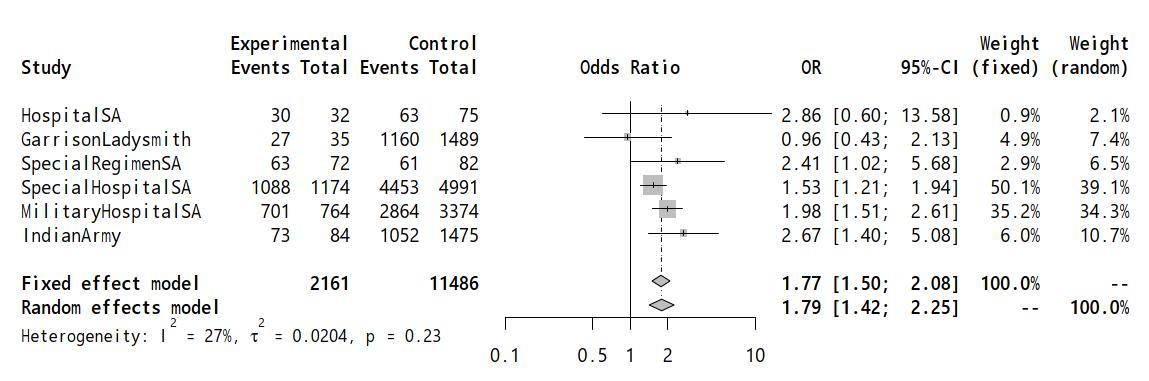 Experimental Control Weight Weight
Study Events Total Events Total Odds Ratio OR 95%-CI (fixed) (random)
HospitalSA 30 32 63 75 2.86 [0.60; 13.58] 0.9% 2.1%
GarrisonLadysmith 27 35 1160 1489 0.96 [0.43; 2.13] 4.9% 7.4%
SpecialRegimenSA 63 72 61 82 2.41 [1.02; 5.68] 2.9% 6.5%
SpecialHospitalSA 1088 1174 4453 4991 1.53 [1.21; 1.94] 50.1% 39.1%
MilitaryHospitalSA 701 764 2864 3374 1.98 [1.51; 2.61] 35.2% 34.3%
IndianArmy 73 84 1052 1475 2.67 [1.40; 5.08] 6.0% 10.7%
Fixed effect model 2161 11486 1.77 [1.50; 2.08] 100.0% --
Random effects model 1.79 [1.42; 2.25] -- 100.0%
Heterogeneity: I² = 27%, τ² = 0.0204, p = 0.23
0.1 0.5 1 2 10